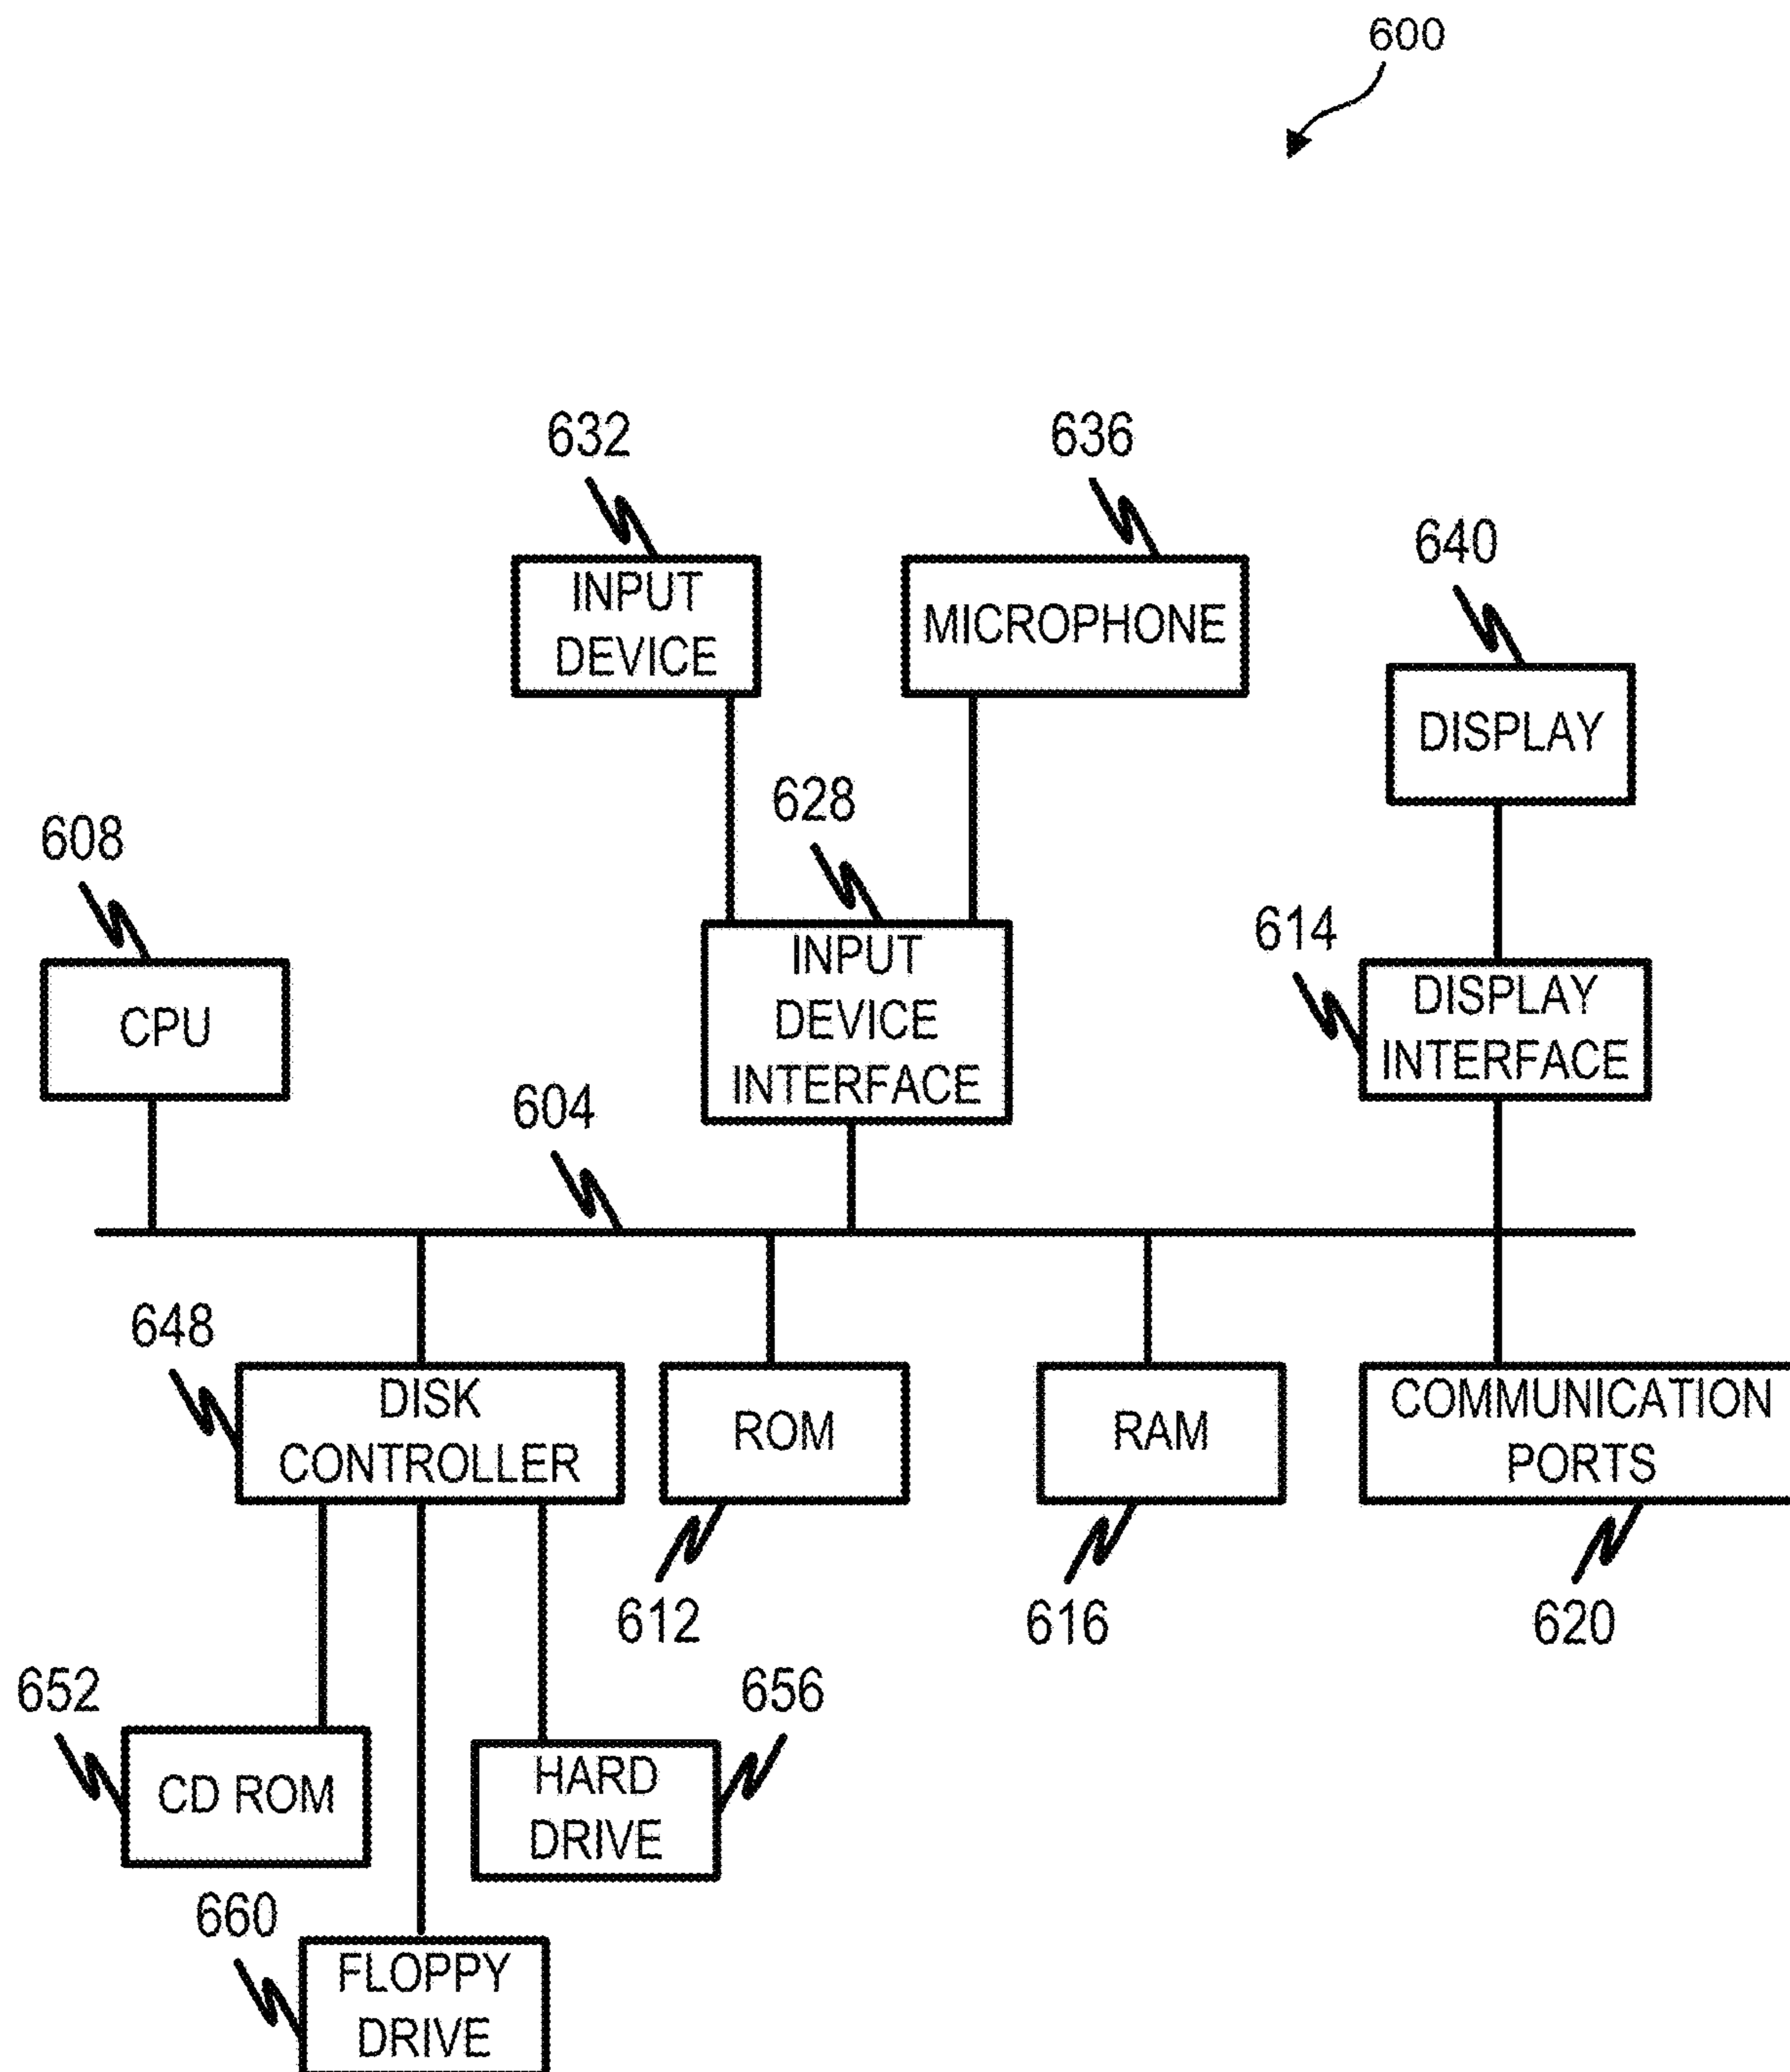 600
632
636
640
INPUT
DEVICE
MICROPHONE
DISPLAY
628
608
614
INPUT
DEVICE
INTERFACE
CPU
DISPLAY
INTERFACE
604
648
DISK
CONTROLLER
ROM
RAM
COMMUNICATION
PORTS
612
616
620
652
656
CD ROM
HARD
DRIVE
660
FLOPPY
DRIVE